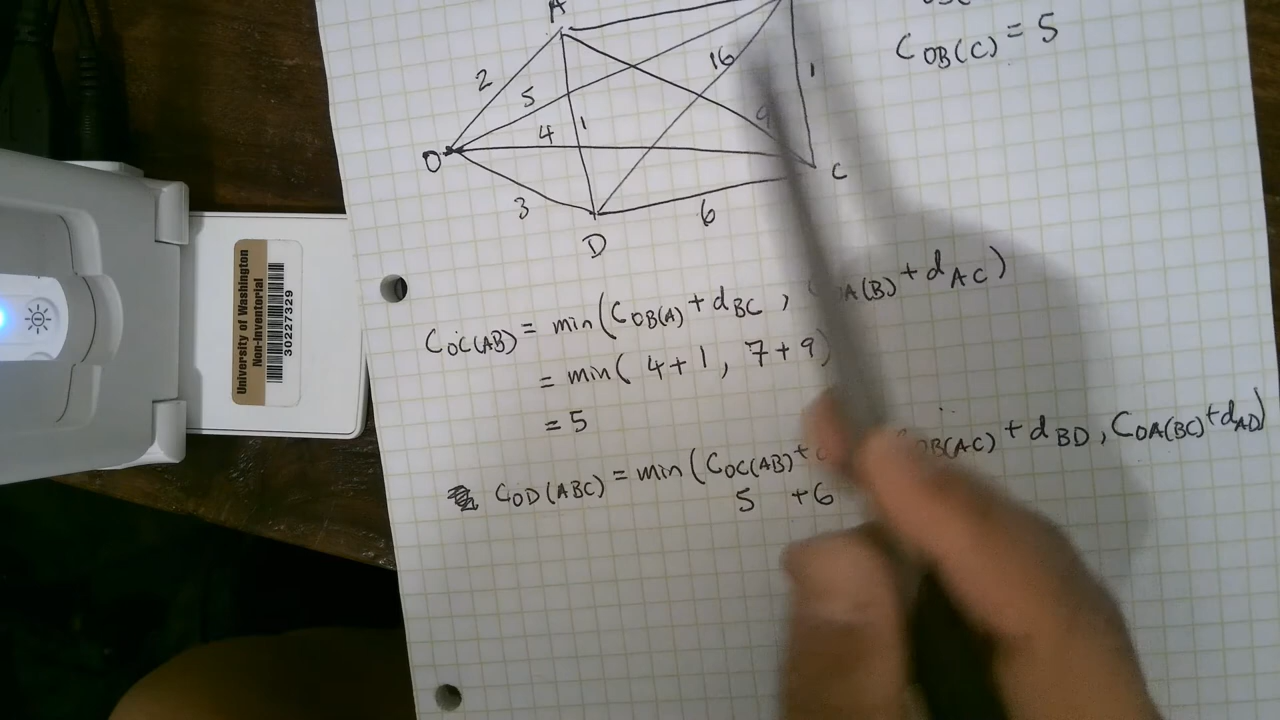 A
16
C OB(C) = 5
2
5
1
4
1
9
O
C
3
6
D
C OC(AB) = min(C OB(A) + d BC , A(B) + d AC)
= min( 4+1 , 7+9)
= 5
C OD(ABC) = min(C OC(AB) + OB(AC) + d BD , C OA(BC) + d AD)
5 +6
University of Washington
Non-Inventorial
30227329